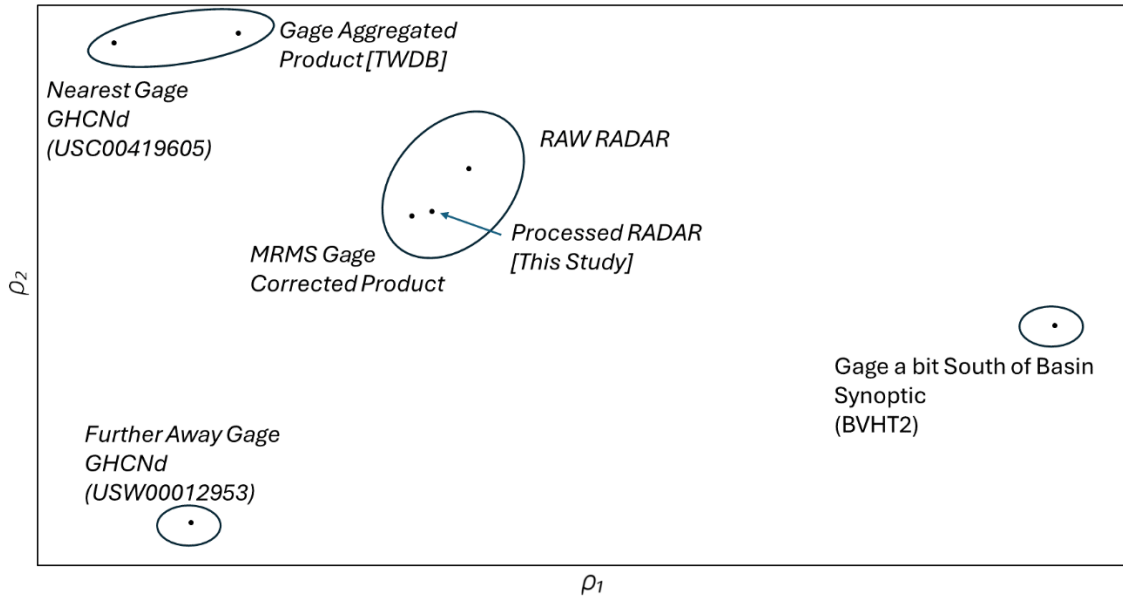 Gage Aggregated
Product [TWDB]
Nearest Gage
GHCNd
(USC00419605)
RAW RADAR
Processed RADAR
[This Study]
MRMS Gage
Corrected Product
ρ2
Gage a bit South of Basin
Synoptic
(BVHT2)
Further Away Gage
GHCNd
(USW00012953)
ρ1